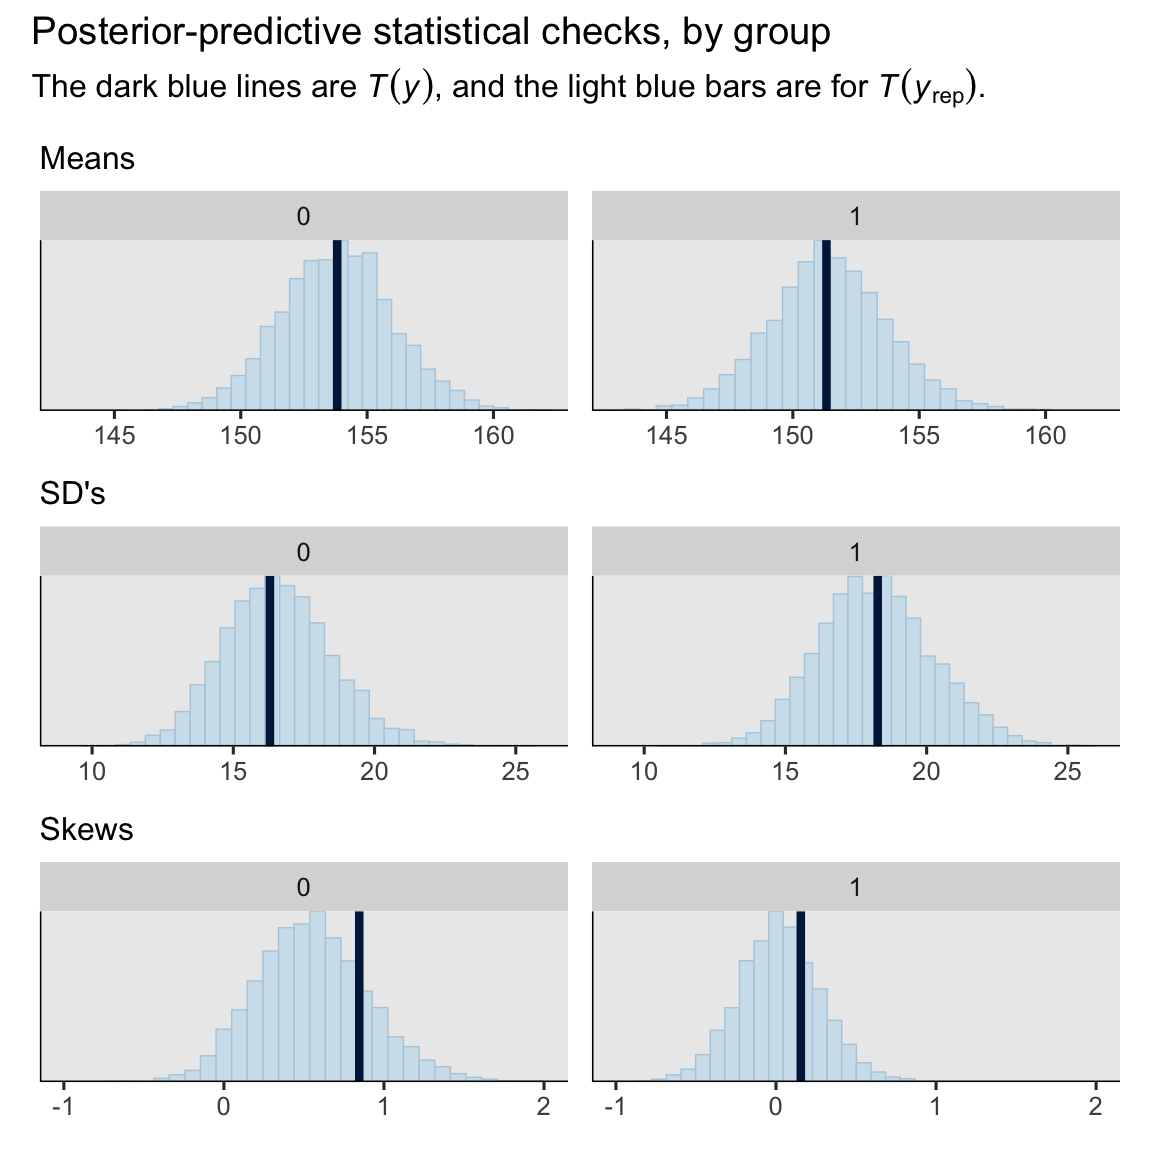 Posterior-predictive statistical checks, by group
The dark blue lines are T(y), and the light blue bars are for T(yrep).
Means
0 1
145 150 155 160 145 150 155 160
SD's
0 1
10 15 20 25 10 15 20 25
Skews
0 1
-1 0 1 2 -1 0 1 2